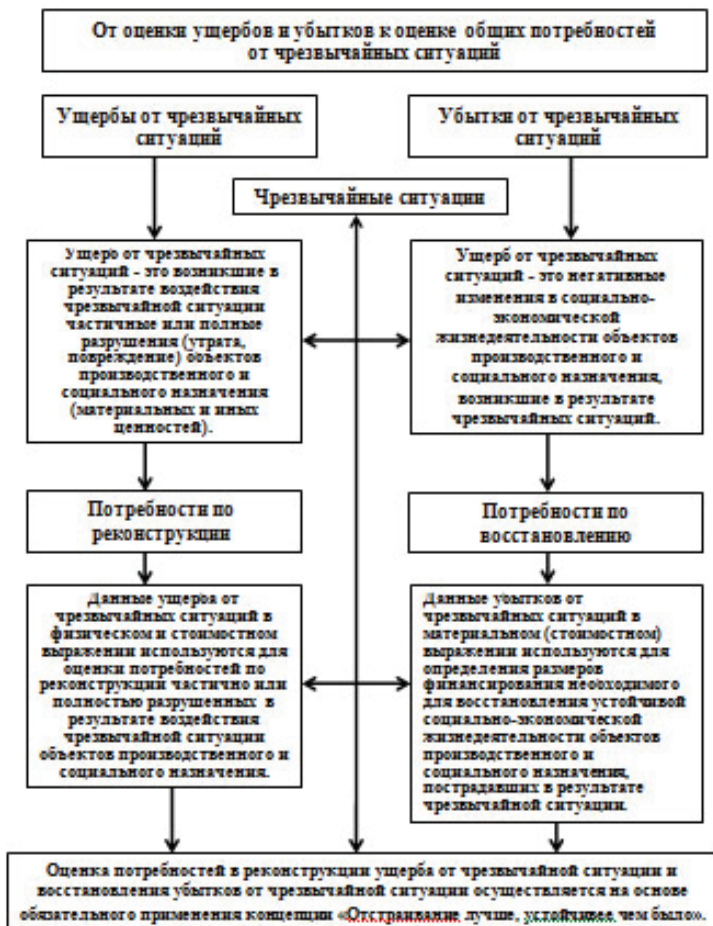 От оценки ущербов и убытков к оценке общих потребностей
от чрезвычайных ситуаций
Ущербы от чрезвычайных
ситуаций
Убытки от чрезвычайных
ситуаций
Чрезвычайные ситуации
Ущерб от чрезвычайных
ситуаций - это возникшие в
результате воздействия
чрезвычайной ситуации
частичные или полные
разрушения (утрата,
повреждение) объектов
производственного и
социального назначения
(материальных и иных
ценностей).
Ущерб от чрезвычайных
ситуаций - это негативные
изменения в социально-
экономической
жизнедеятельности объектов
производственного и
социального назначения,
возникшие в результате
чрезвычайных ситуаций.
Потребности по
реконструкции
Потребности по
восстановлению
Данные ущерба от
чрезвычайных ситуаций в
физическом и стоимостном
выражении используются для
оценки потребностей по
реконструкции частично или
полностью разрушенных в
результате воздействия
чрезвычайной ситуации
объектов производственного и
социального назначения.
Данные убытков от
чрезвычайных ситуаций в
материальном (стоимостном)
выражении используются для
определения размеров
финансирования необходимого
для восстановления устойчивой
социально-экономической
жизнедеятельности объектов
производственного и
социального назначения,
пострадавших в результате
чрезвычайной ситуации.
Оценка потребностей в реконструкции ущерба от чрезвычайной ситуации и
восстановления убытков от чрезвычайной ситуации осуществляется на основе
обязательного применения концепции «Отстраивание лучше, устойчивее чем было».